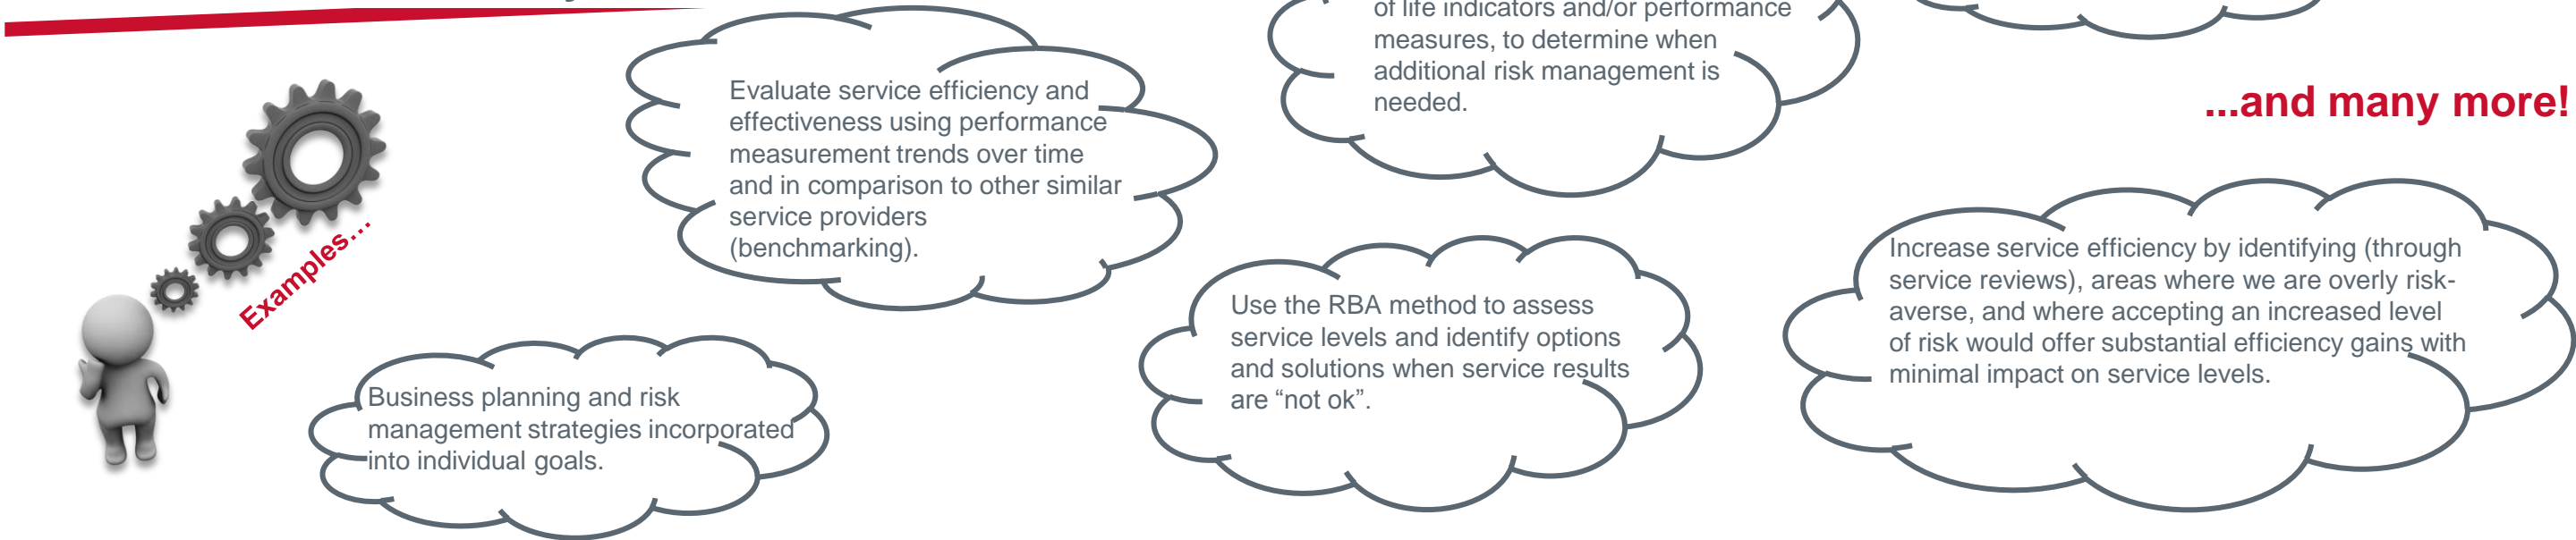 of life indicators and/or performance
measures, to determine when
additional risk management is
needed.
...and many more!
Evaluate service efficiency and
effectiveness using performance
measurement trends over time
and in comparison to other similar
service providers
(benchmarking).
Examples...
Increase service efficiency by identifying (through
service reviews), areas where we are overly risk-
averse, and where accepting an increased level
of risk would offer substantial efficiency gains with
minimal impact on service levels.
Use the RBA method to assess
service levels and identify options
and solutions when service results
are “not ok”.
Business planning and risk
management strategies incorporated
into individual goals.